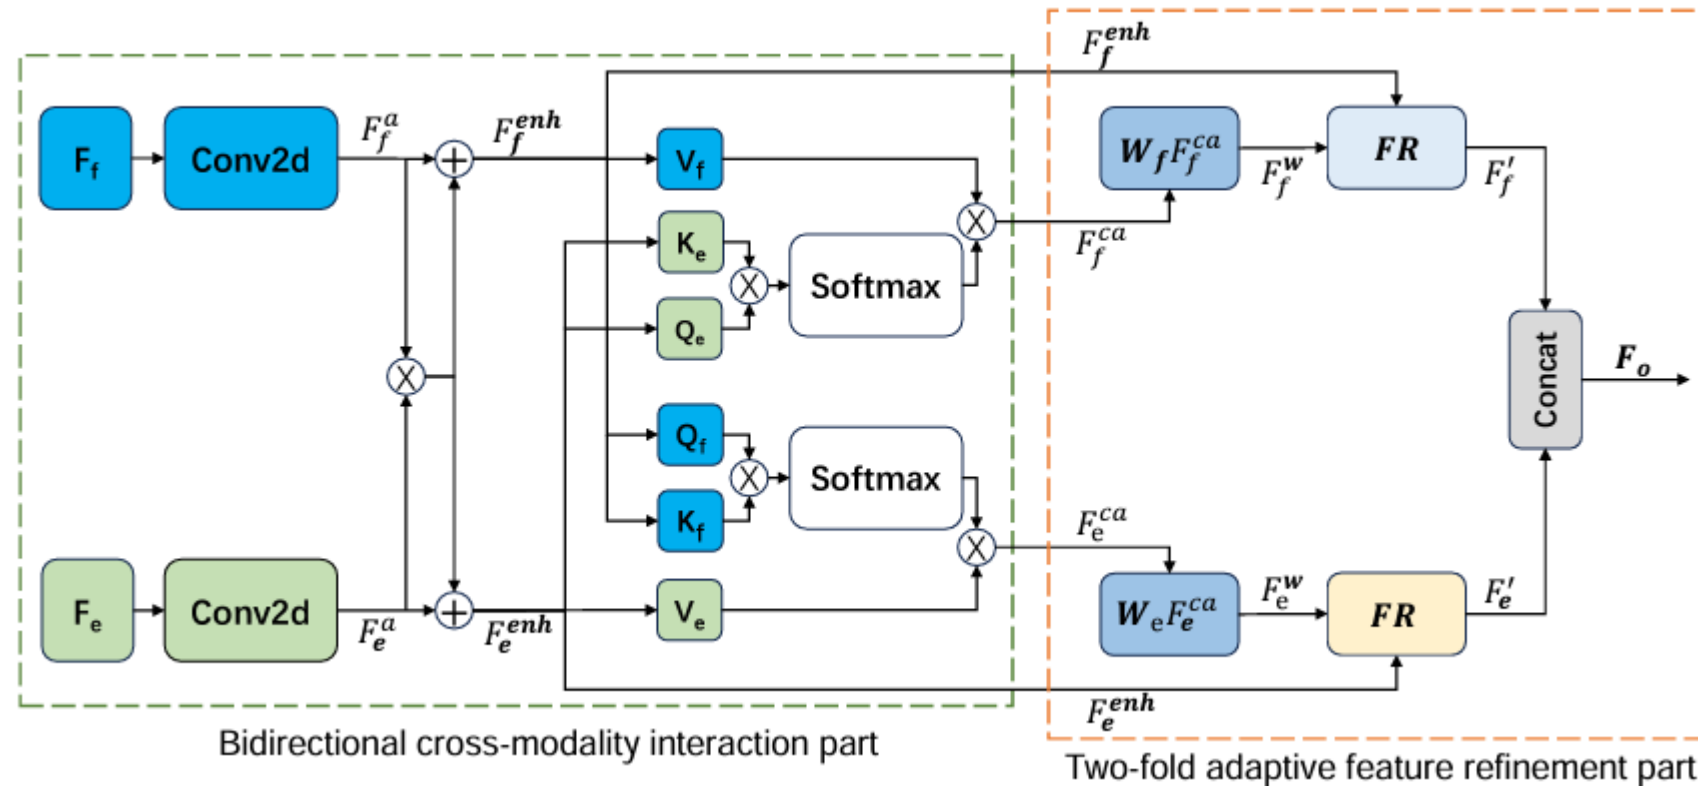 F_f^enh
F_f
Conv2d
F_f^a
F_f^enh
V_f
W_f F_f^ca
F_f^w
FR
F_f'
K_e
Softmax
F_f^ca
Q_e
Concat
F_o
Q_f
Softmax
K_f
F_e^ca
F_e
Conv2d
F_e^a
F_e^enh
V_e
W_e F_e^ca
F_e^w
FR
F_e'
F_e^enh
Bidirectional cross-modality interaction part
Two-fold adaptive feature refinement part